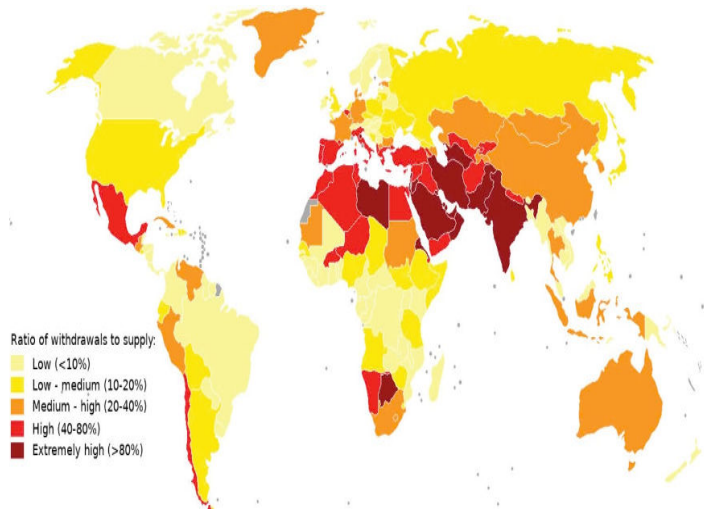 Ratio of withdrawals to supply:
Low (<10%)
Low - medium (10-20%)
Medium - high (20-40%)
High (40-80%)
Extremely high (>80%)